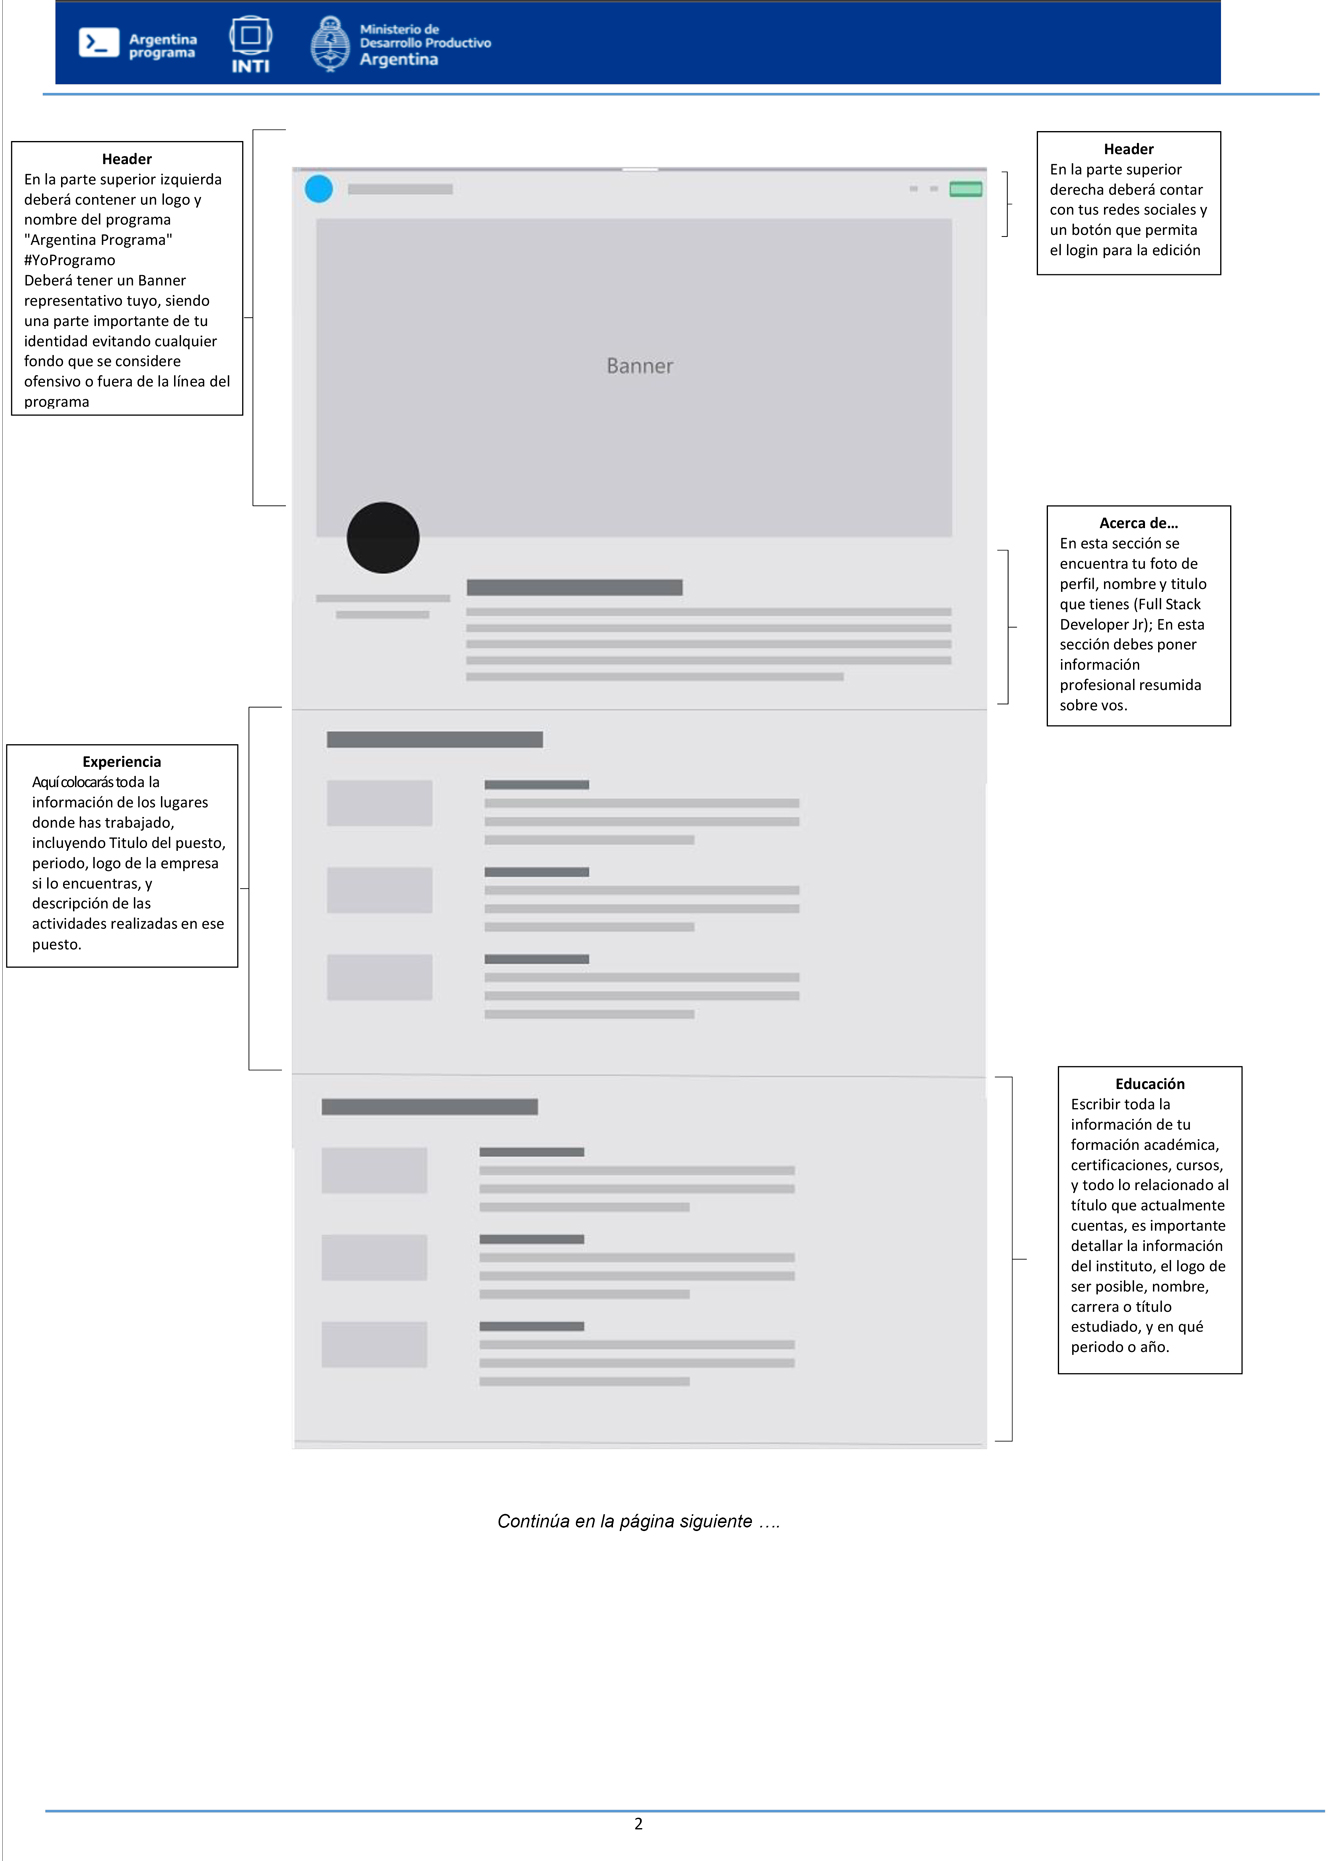 Argentina
programa
INTI
Ministerio de
Desarrollo Productivo
Argentina
Header
En la parte superior izquierda
deberá contener un logo y
nombre del programa
"Argentina Programa"
#YoProgramo
Deberá tener un Banner
representativo tuyo, siendo
una parte importante de tu
identidad evitando cualquier
fondo que se considere
ofensivo o fuera de la línea del
programa
Header
En la parte superior
derecha deberá contar
con tus redes sociales y
un botón que permita
el login para la edición
Banner
Acerca de...
En esta sección se
encuentra tu foto de
perfil, nombre y titulo
que tienes (Full Stack
Developer Jr); En esta
sección debes poner
información
profesional resumida
sobre vos.
Experiencia
Aquí colocarás toda la
información de los lugares
donde has trabajado,
incluyendo Titulo del puesto,
periodo, logo de la empresa
si lo encuentras, y
descripción de las
actividades realizadas en ese
puesto.
Educación
Escribir toda la
información de tu
formación académica,
certificaciones, cursos,
y todo lo relacionado al
título que actualmente
cuentas, es importante
detallar la información
del instituto, el logo de
ser posible, nombre,
carrera o título
estudiado, y en qué
periodo o año.
Continúa en la página siguiente ….
2